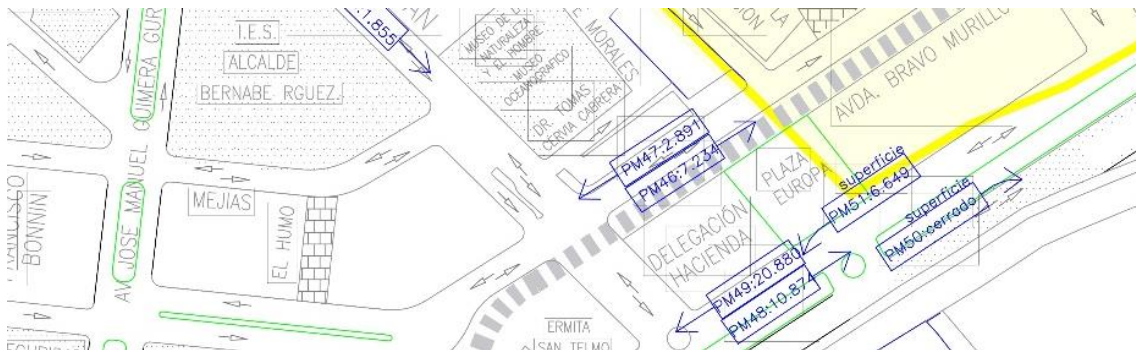 1.855
I.E.S.
ALCALDE
BERNABE RGUEZ.
AV. JOSE MANUEL GUIMERA GUR
FRANCISCO
BONNIN
MEJIAS
EL HUMO
MUSEO DE L
NATURALEZA
Y EL HOMBRE
MUSEO
OCEANOGRAFICO
DR. TOMAS
CERVIA CABRERA
E MORALES
LA
AVDA. BRAVO MURILLO
PM47:2.891
PM46:7.234
PLAZA
EUROPA
superficie
PM51:6.649
superficie
PM50:cerrado
DELEGACIÓN
HACIENDA
PM49:20.880
PM48:10.874
ERMITA
SAN TELMO